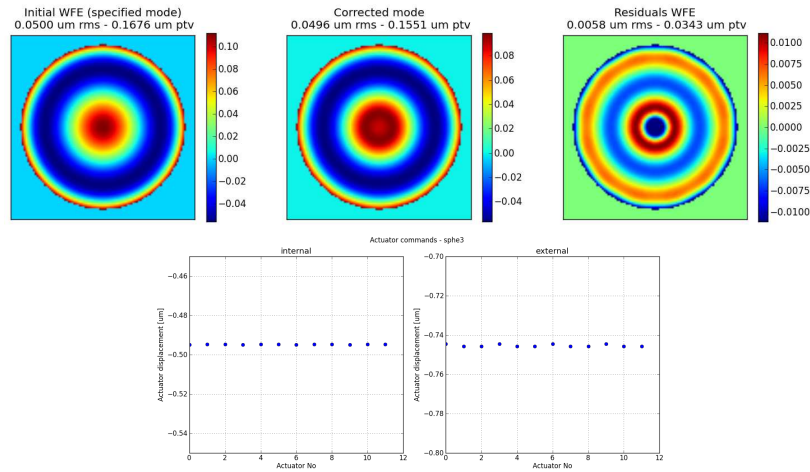 Initial WFE (specified mode)
0.0500 um rms - 0.1676 um ptv
0.10
0.08
0.06
0.04
0.02
0.00
−0.02
−0.04
Corrected mode
0.0496 um rms - 0.1551 um ptv
0.08
0.06
0.04
0.02
0.00
−0.02
−0.04
Residuals WFE
0.0058 um rms - 0.0343 um ptv
0.0100
0.0075
0.0050
0.0025
0.0000
−0.0025
−0.0050
−0.0075
−0.0100
Actuator commands - sphe3
internal
Actuator displacement [um]
−0.46
−0.48
−0.50
−0.52
−0.54
0 2 4 6 8 10 12
Actuator No
external
Actuator displacement [um]
−0.70
−0.72
−0.74
−0.76
−0.78
−0.80
0 2 4 6 8 10 12
Actuator No